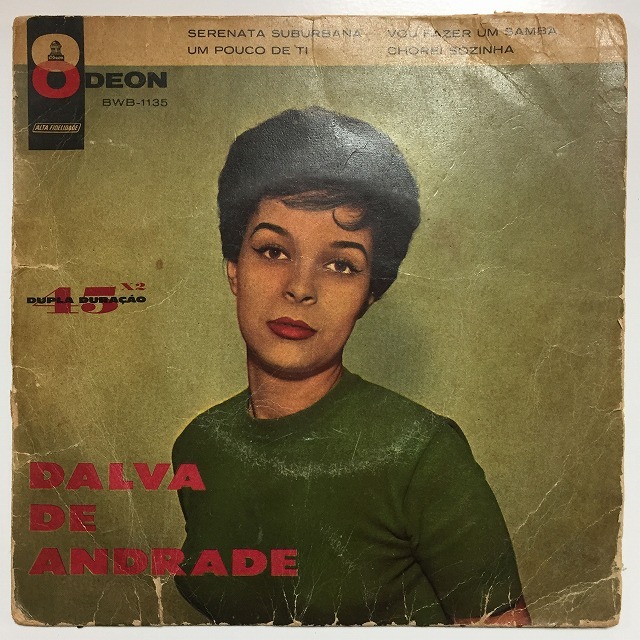 SERENATA SUBURBANA VOU FAZER UM SAMBA
UM POUCO DE TI CHOREI SOZINHA
Odeon
ODEON
BWB-1135
ALTA FIDELIDADE
45 X2
DUPLA DURAÇÃO
DALVA
DE
ANDRADE